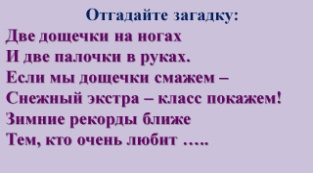 Отгадайте загадку:
Две дощечки на ногах
И две палочки в руках.
Если мы дощечки смажем –
Снежный экстра – класс покажем!
Зимние рекорды ближе
Тем, кто очень любит …..